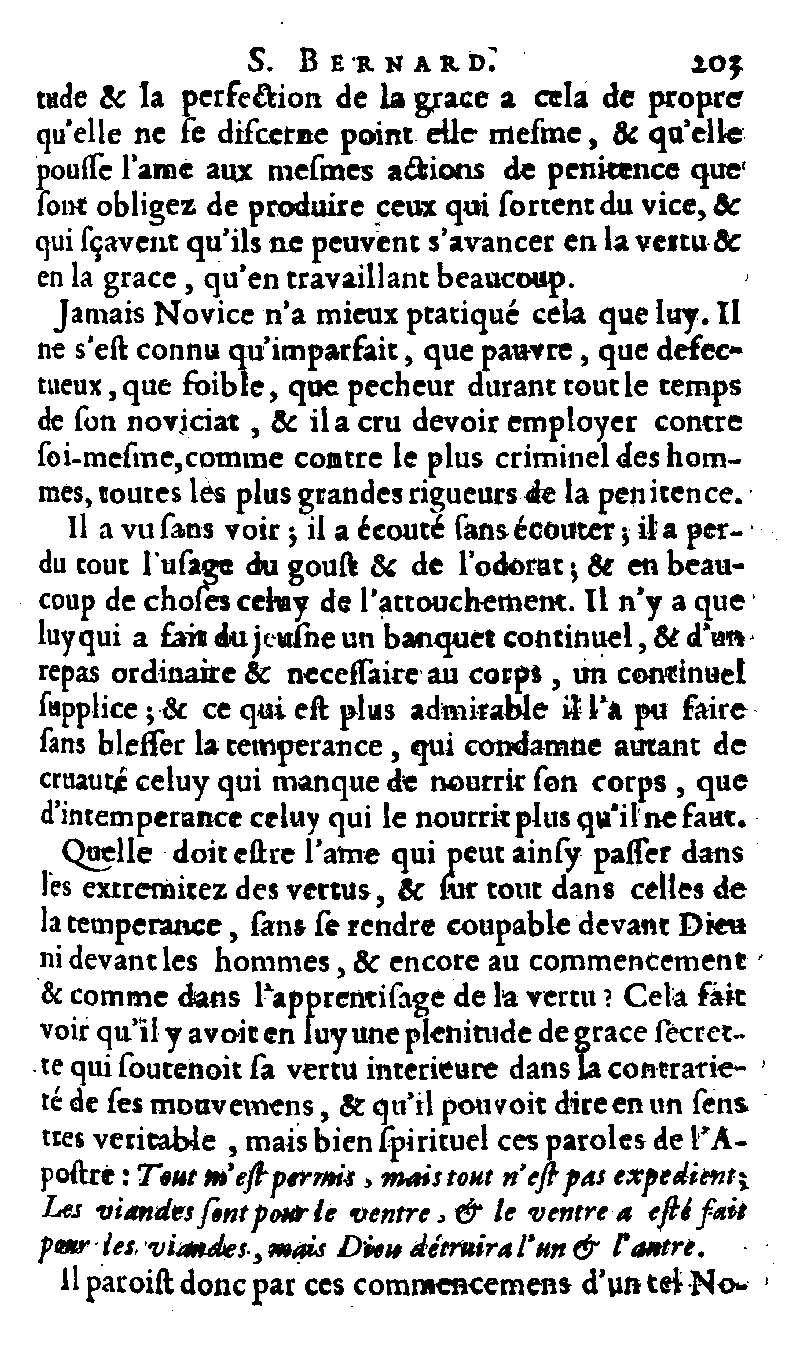 S. BERNARD. 203
tude & la perfection de la grace a cela de propre
qu'elle ne ſe diſcerne point elle meſme, & qu'elle
pouſſe l'ame aux meſmes actions de penitence que
ſont obligez de produire ceux qui ſortent du vice, &
qui ſçavent qu'ils ne peuvent s'avancer en la vertu &
en la grace, qu'en travaillant beaucoup.
Jamais Novice n'a mieux pratiqué cela que luy. Il
ne s'eſt connu qu'imparfait, que pauvre, que defec-
tueux, que foible, que pecheur durant tout le temps
de ſon noviciat, & il a cru devoir employer contre
ſoi-meſme, comme contre le plus criminel des hom-
mes, toutes les plus grandes rigueurs de la penitence.
Il a vu ſans voir; il a écouté ſans écouter; il a per-
du tout l'uſage du gouſt & de l'odorat; & en beau-
coup de choſes celuy de l'attouchement. Il n'y a que
luy qui a fait du jeuſne un banquet continuel, & d'un
repas ordinaire & neceſſaire au corps, un continuel
ſupplice; & ce qui eſt plus admirable il l'a pu faire
ſans bleſſer la temperance, qui condamne autant de
cruauté celuy qui manque de nourrir ſon corps, que
d'intemperance celuy qui le nourrit plus qu'il ne faut.
Quelle doit eſtre l'ame qui peut ainſy paſſer dans
les extremitez des vertus, & ſur tout dans celles de
la temperance, ſans ſe rendre coupable devant Dieu
ni devant les hommes, & encore au commencement
& comme dans l'apprentiſage de la vertu? Cela fait
voir qu'il y avoit en luy une plenitude de grace ſecret-
te qui ſoutenoit ſa vertu interieure dans la contrarie-
té de ſes mouvemens, & qu'il pouvoit dire en un ſens
tres veritable, mais bien ſpirituel ces paroles de l'A-
poſtre: Tout m'eſt permis, mais tout n'eſt pas expedient;
Les viandes ſont pour le ventre, & le ventre a eſté fait
pour les viandes, mais Dieu détruira l'un & l'autre.
Il paroiſt donc par ces commencemens d'un tel No-